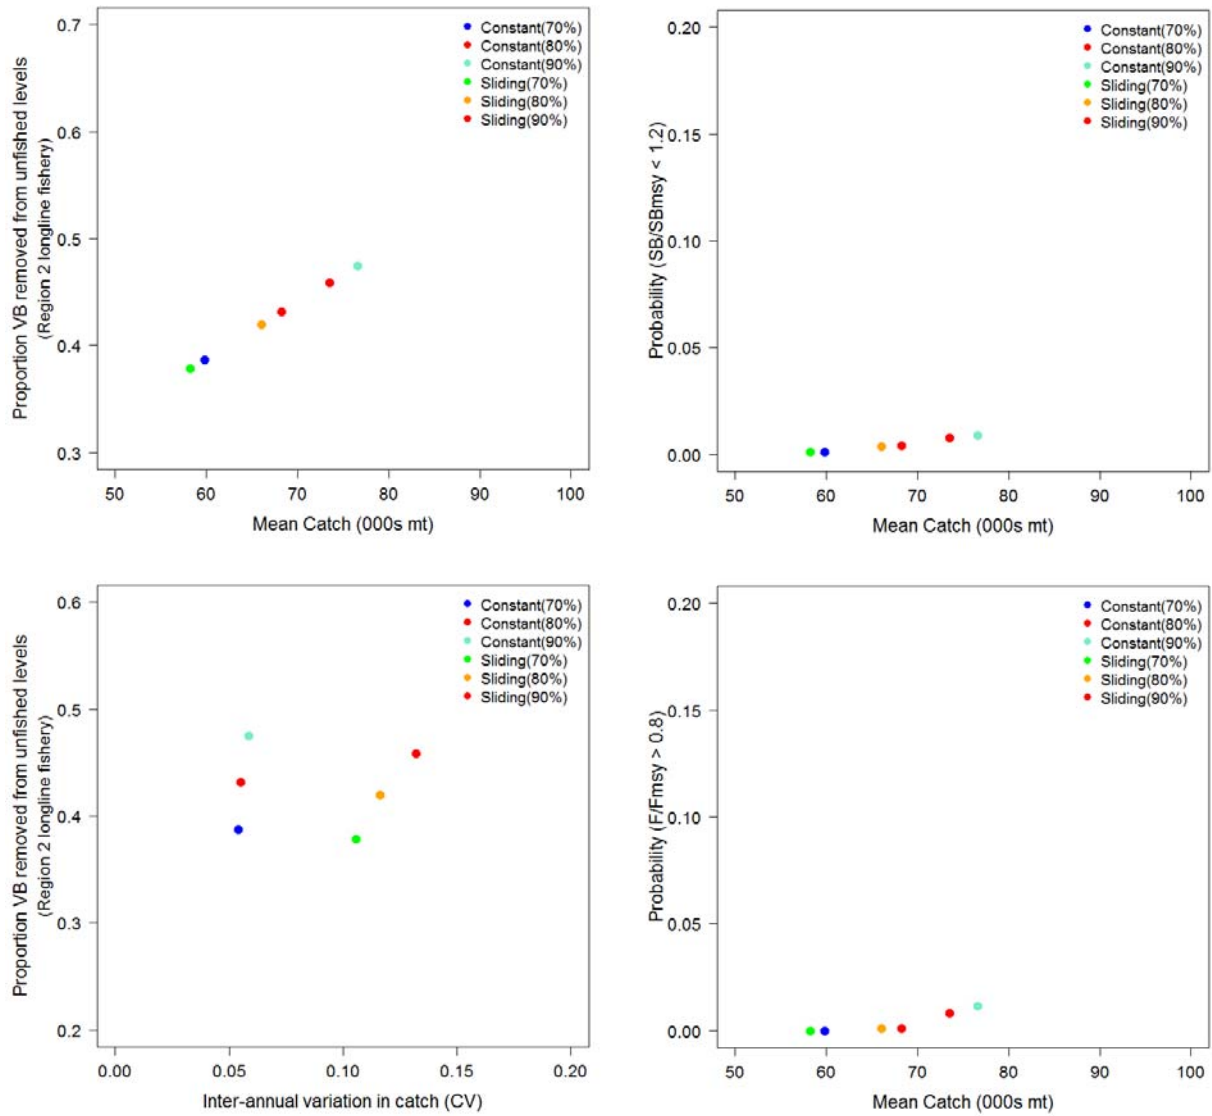 Proportion VB removed from unfished levels
(Region 2 longline fishery)
0.7
0.6
0.5
0.4
0.3
Constant(70%)
Constant(80%)
Constant(90%)
Sliding(70%)
Sliding(80%)
Sliding(90%)
50 60 70 80 90 100
Mean Catch (000s mt)
Probability (SB/SBmsy < 1.2)
0.20
0.15
0.10
0.05
0.00
Constant(70%)
Constant(80%)
Constant(90%)
Sliding(70%)
Sliding(80%)
Sliding(90%)
50 60 70 80 90 100
Mean Catch (000s mt)
Proportion VB removed from unfished levels
(Region 2 longline fishery)
0.6
0.5
0.4
0.3
0.2
Constant(70%)
Constant(80%)
Constant(90%)
Sliding(70%)
Sliding(80%)
Sliding(90%)
0.00 0.05 0.10 0.15 0.20
Inter-annual variation in catch (CV)
Probability (F/Fmsy > 0.8)
0.20
0.15
0.10
0.05
0.00
Constant(70%)
Constant(80%)
Constant(90%)
Sliding(70%)
Sliding(80%)
Sliding(90%)
50 60 70 80 90 100
Mean Catch (000s mt)